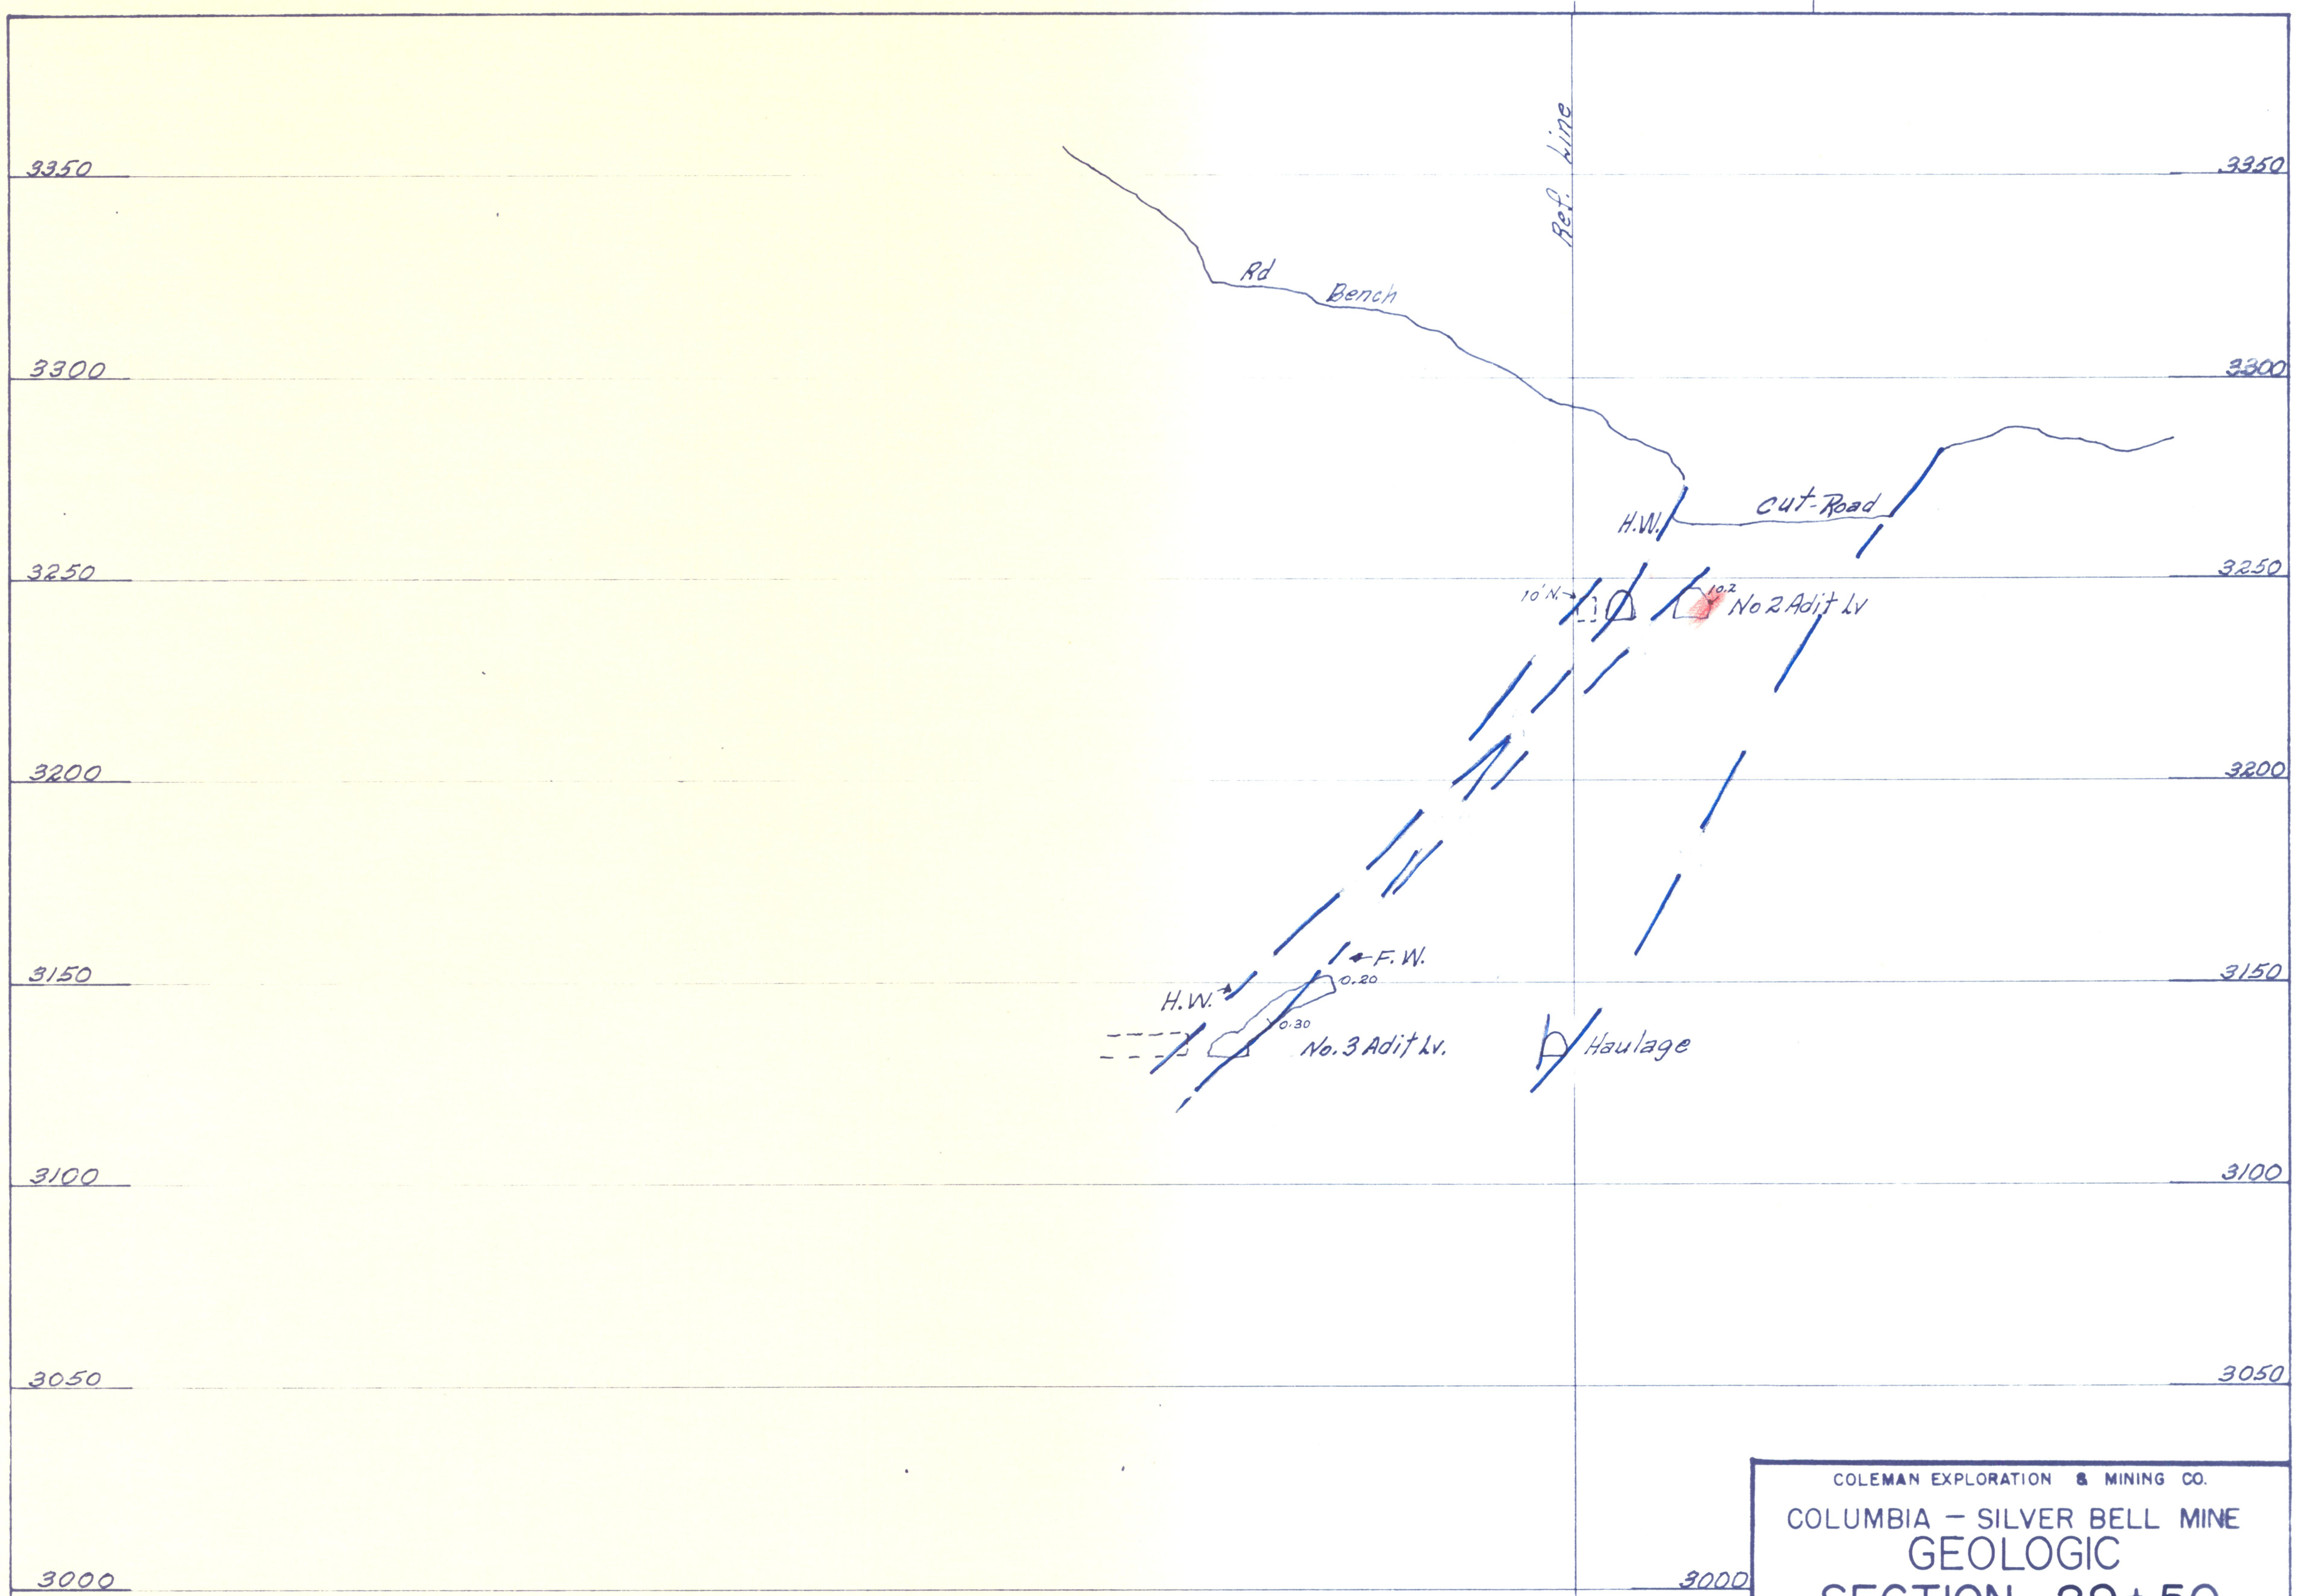 Ref. Line
3350 3350
Rd
Bench
3300 3300
Cut-Road
H.W.
3250 3250
10' N. 10.2
No 2 Adit Lv
3200 3200
F.W.
3150 3150
0.20
H.W.
0.30
No. 3 Adit Lv.
Haulage
3100 3100
3050 3050
COLEMAN EXPLORATION & MINING CO.
COLUMBIA — SILVER BELL MINE
GEOLOGIC
3000 3000
SECTION